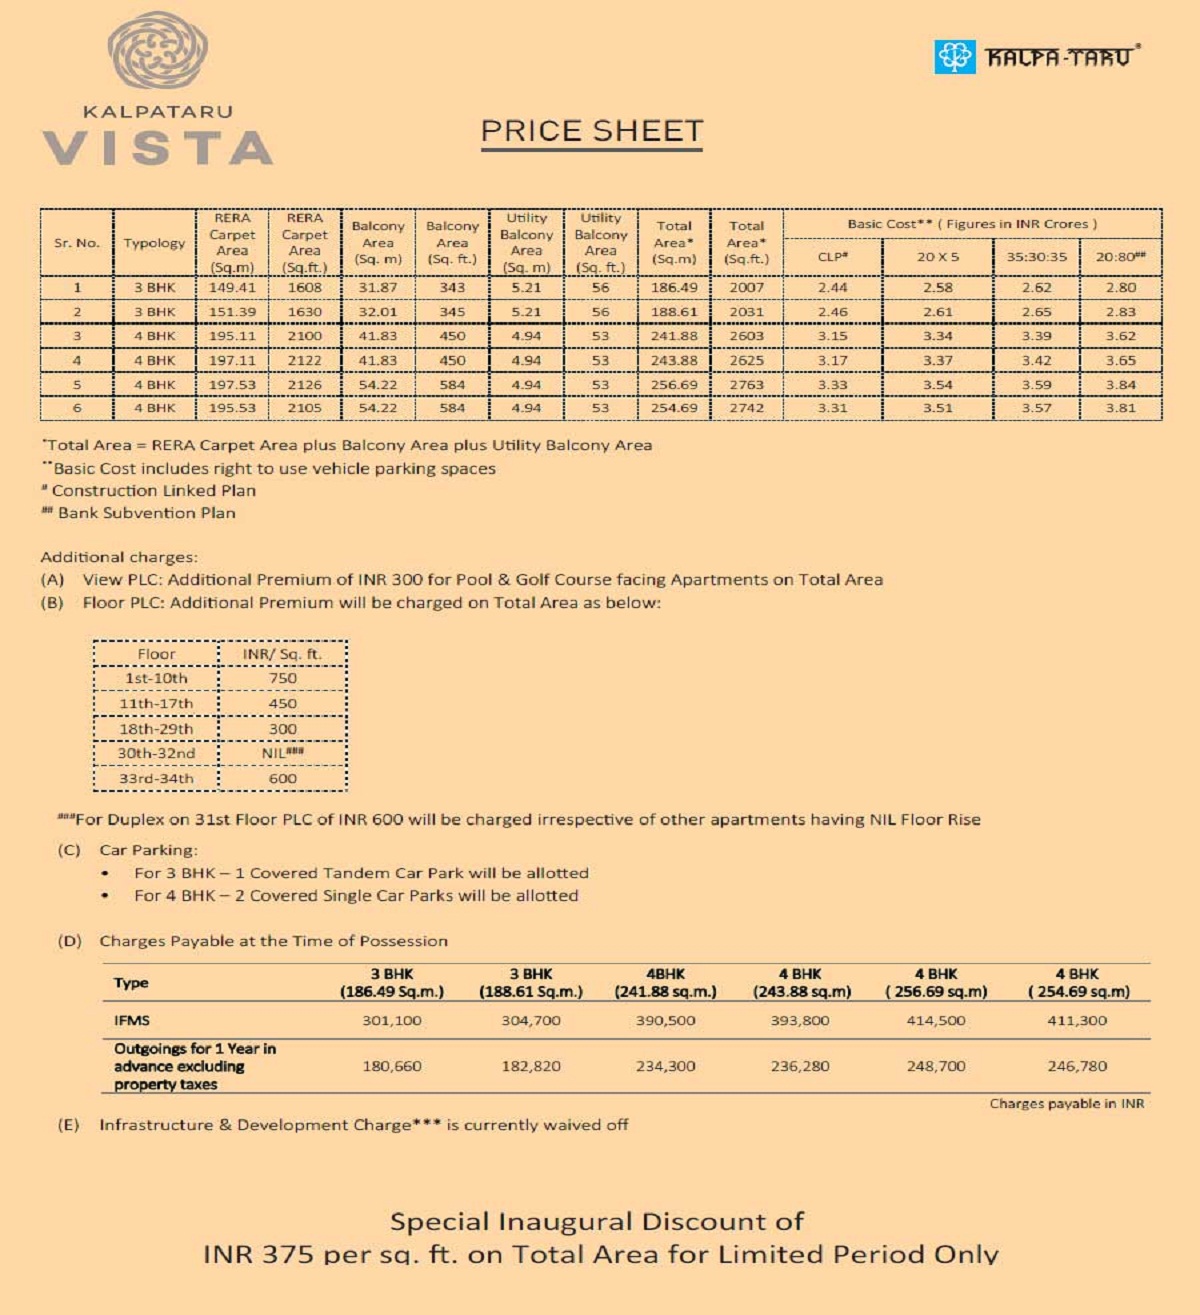 KALPATARU
VISTA
KALPA-TARU®
PRICE SHEET
Sr. No. | Typology | RERA Carpet Area (Sq.m) | RERA Carpet Area (Sq.ft.) | Balcony Area (Sq. m) | Balcony Area (Sq. ft.) | Utility Balcony Area (Sq. m) | Utility Balcony Area (Sq. ft.) | Total Area* (Sq.m) | Total Area* (Sq.ft.) | Basic Cost** ( Figures in INR Crores )
CLP# | 20 X 5 | 35:30:35 | 20:80##
1 | 3 BHK | 149.41 | 1608 | 31.87 | 343 | 5.21 | 56 | 186.49 | 2007 | 2.44 | 2.58 | 2.62 | 2.80
2 | 3 BHK | 151.39 | 1630 | 32.01 | 345 | 5.21 | 56 | 188.61 | 2031 | 2.46 | 2.61 | 2.65 | 2.83
3 | 4 BHK | 195.11 | 2100 | 41.83 | 450 | 4.94 | 53 | 241.88 | 2603 | 3.15 | 3.34 | 3.39 | 3.62
4 | 4 BHK | 197.11 | 2122 | 41.83 | 450 | 4.94 | 53 | 243.88 | 2625 | 3.17 | 3.37 | 3.42 | 3.65
5 | 4 BHK | 197.53 | 2126 | 54.22 | 584 | 4.94 | 53 | 256.69 | 2763 | 3.33 | 3.54 | 3.59 | 3.84
6 | 4 BHK | 195.53 | 2105 | 54.22 | 584 | 4.94 | 53 | 254.69 | 2742 | 3.31 | 3.51 | 3.57 | 3.81
*Total Area = RERA Carpet Area plus Balcony Area plus Utility Balcony Area
**Basic Cost includes right to use vehicle parking spaces
# Construction Linked Plan
## Bank Subvention Plan
Additional charges:
(A) View PLC: Additional Premium of INR 300 for Pool & Golf Course facing Apartments on Total Area
(B) Floor PLC: Additional Premium will be charged on Total Area as below:
Floor | INR/ Sq. ft.
1st-10th | 750
11th-17th | 450
18th-29th | 300
30th-32nd | NIL###
33rd-34th | 600
###For Duplex on 31st Floor PLC of INR 600 will be charged irrespective of other apartments having NIL Floor Rise
(C) Car Parking:
• For 3 BHK – 1 Covered Tandem Car Park will be allotted
• For 4 BHK – 2 Covered Single Car Parks will be allotted
(D) Charges Payable at the Time of Possession
Type | 3 BHK (186.49 Sq.m.) | 3 BHK (188.61 Sq.m.) | 4BHK (241.88 sq.m.) | 4 BHK (243.88 sq.m) | 4 BHK ( 256.69 sq.m) | 4 BHK ( 254.69 sq.m)
IFMS | 301,100 | 304,700 | 390,500 | 393,800 | 414,500 | 411,300
Outgoings for 1 Year in advance excluding property taxes | 180,660 | 182,820 | 234,300 | 236,280 | 248,700 | 246,780
Charges payable in INR
(E) Infrastructure & Development Charge*** is currently waived off
Special Inaugural Discount of
INR 375 per sq. ft. on Total Area for Limited Period Only